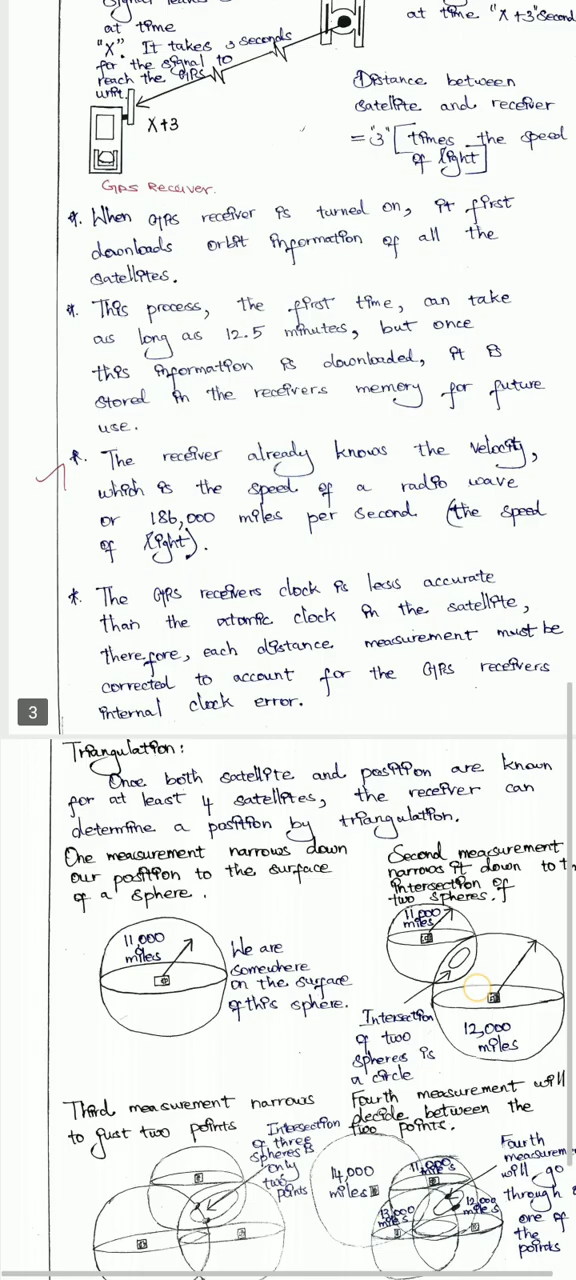 at time
"X". It takes 3 seconds
for the signal to
reach the GPS
unit.
at time "X+3" second
X+3
Distance between
satellite and receiver
= "3" [times the speed
of light]
GPS Receiver.
*. When GPS receiver is turned on, it first
downloads orbit information of all the
satellites.
*. This process, the first time, can take
as long as 12.5 minutes, but once
this information is downloaded, it is
stored in the receivers memory for future
use.
*. The receiver already knows the velocity,
which is the speed of a radio wave
or 186,000 miles per second (the speed
of light).
*. The GPS receivers clock is less accurate
than the atomic clock in the satellite,
therefore, each distance measurement must be
corrected to account for the GPS receivers
internal clock error.
3
Triangulation:
Once both satellite and position are known
for at least 4 satellites, the receiver can
determine a position by triangulation.
One measurement narrows down
our position to the surface
of a sphere.
11,000
miles
We are
somewhere
on the surface
of this sphere.
Second measurement
narrows it down to th
intersection of
two spheres.
11,000
miles
12,000
miles
Intersection
of two
spheres is
a circle
Third measurement narrows
to just two points
Intersection
of three
spheres is
only
two
points
Fourth measurement will
decide between the
two points.
14,000
miles
11,000
miles
13,000
miles
12,000
miles
Fourth
measurem
will go
through
one of
the
points